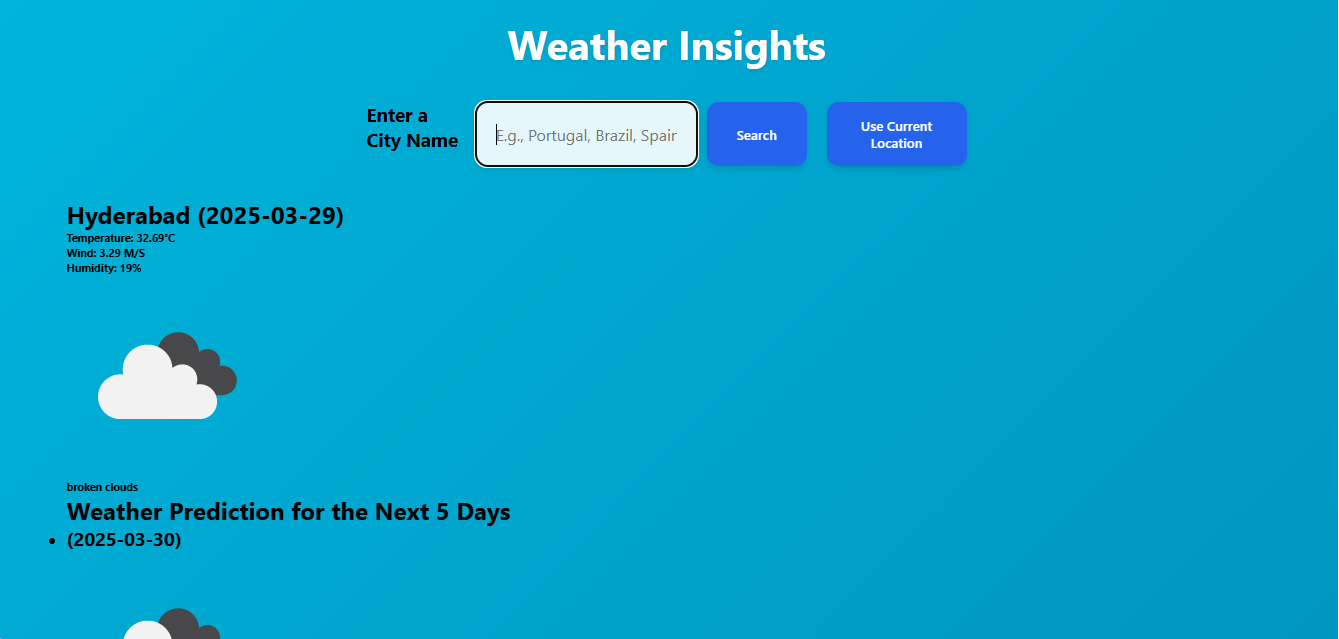 Weather Insights
Enter a
City Name
E.g., Portugal, Brazil, Spain
Search
Use Current
Location
Hyderabad (2025-03-29)
Temperature: 32.69°C
Wind: 3.29 M/S
Humidity: 19%
broken clouds
Weather Prediction for the Next 5 Days
(2025-03-30)